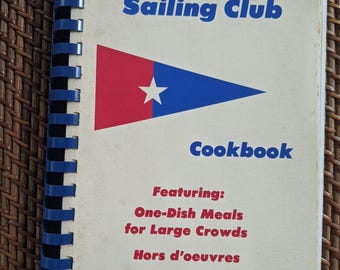 Sailing Club
Cookbook
Featuring:
One-Dish Meals
for Large Crowds
Hors d'oeuvres